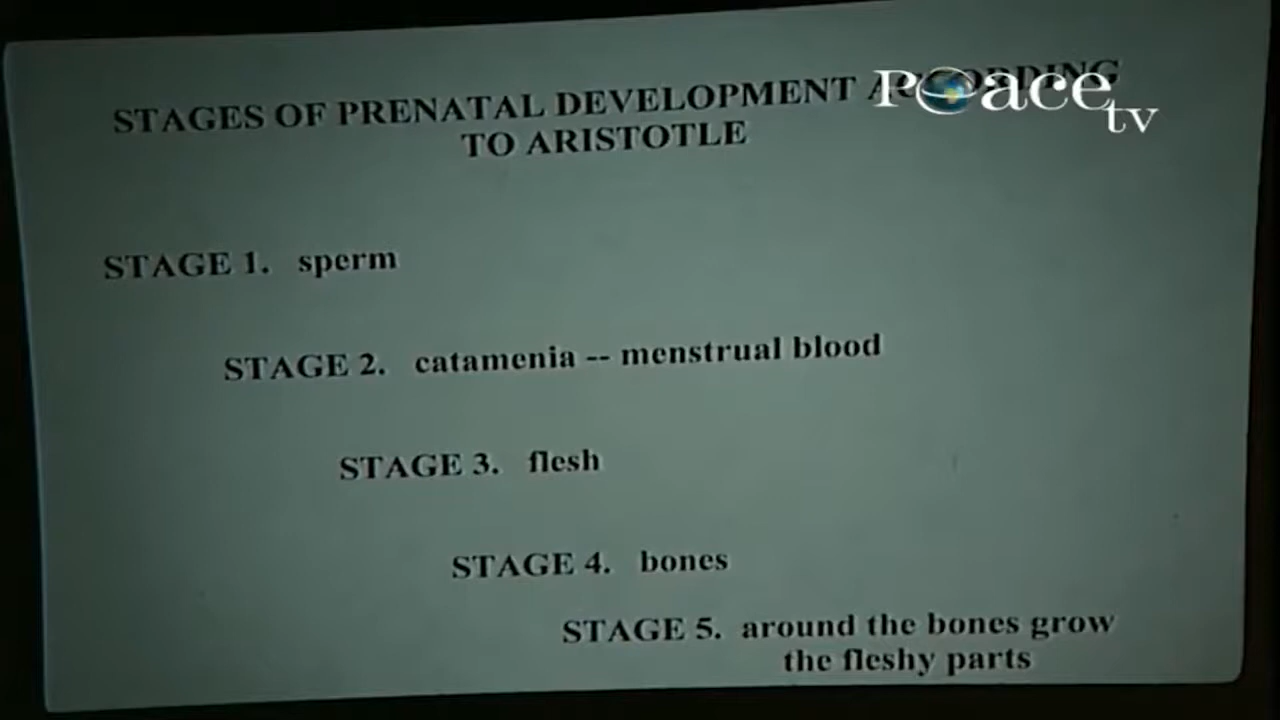 STAGES OF PRENATAL DEVELOPMENT ACCORDING
TO ARISTOTLE
Peace
tv
STAGE 1. sperm
STAGE 2. catamenia -- menstrual blood
STAGE 3. flesh
STAGE 4. bones
STAGE 5. around the bones grow
the fleshy parts